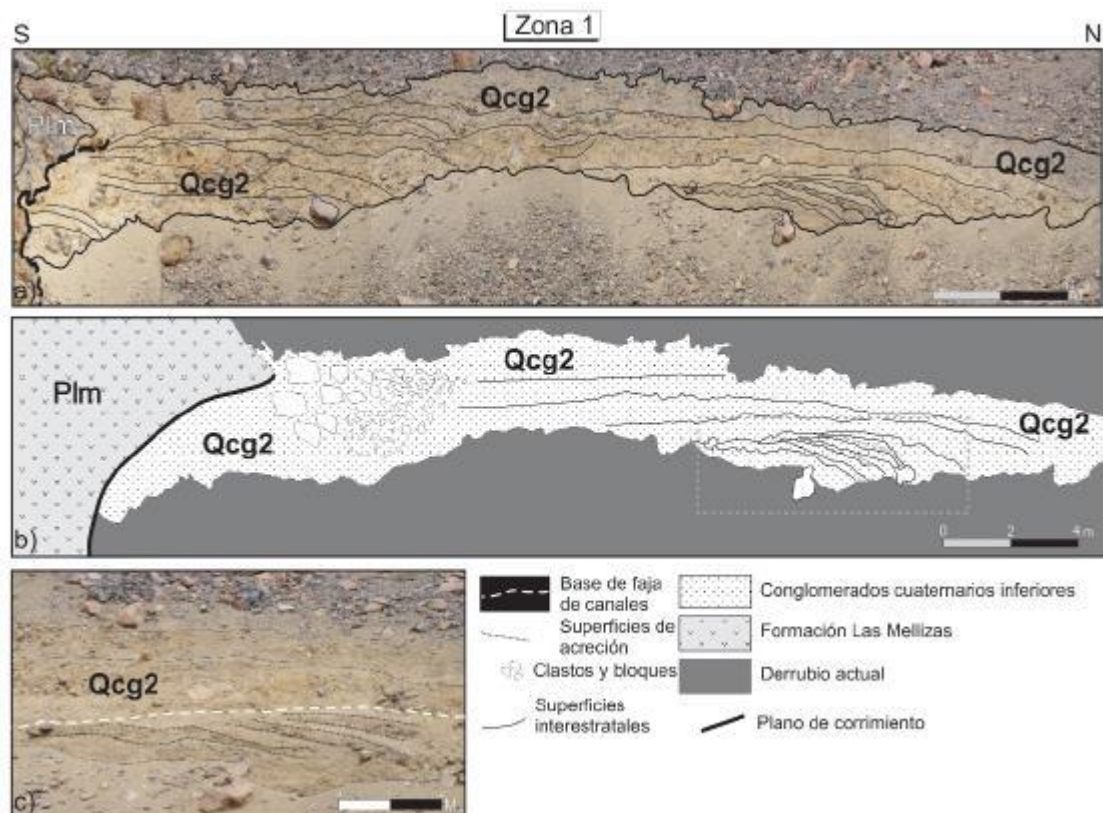 Zona 1
S
N
Qcg2
Plm
Qcg2
Qcg2
a)
Qcg2
Plm
Qcg2
Qcg2
0 2 4 m
b)
Base de faja
de canales
Conglomerados cuaternarios inferiores
Superficies de
acreción
Formación Las Mellizas
Clastos y bloques
Derrubio actual
Superficies
interestratales
Plano de corrimiento
Qcg2
c)